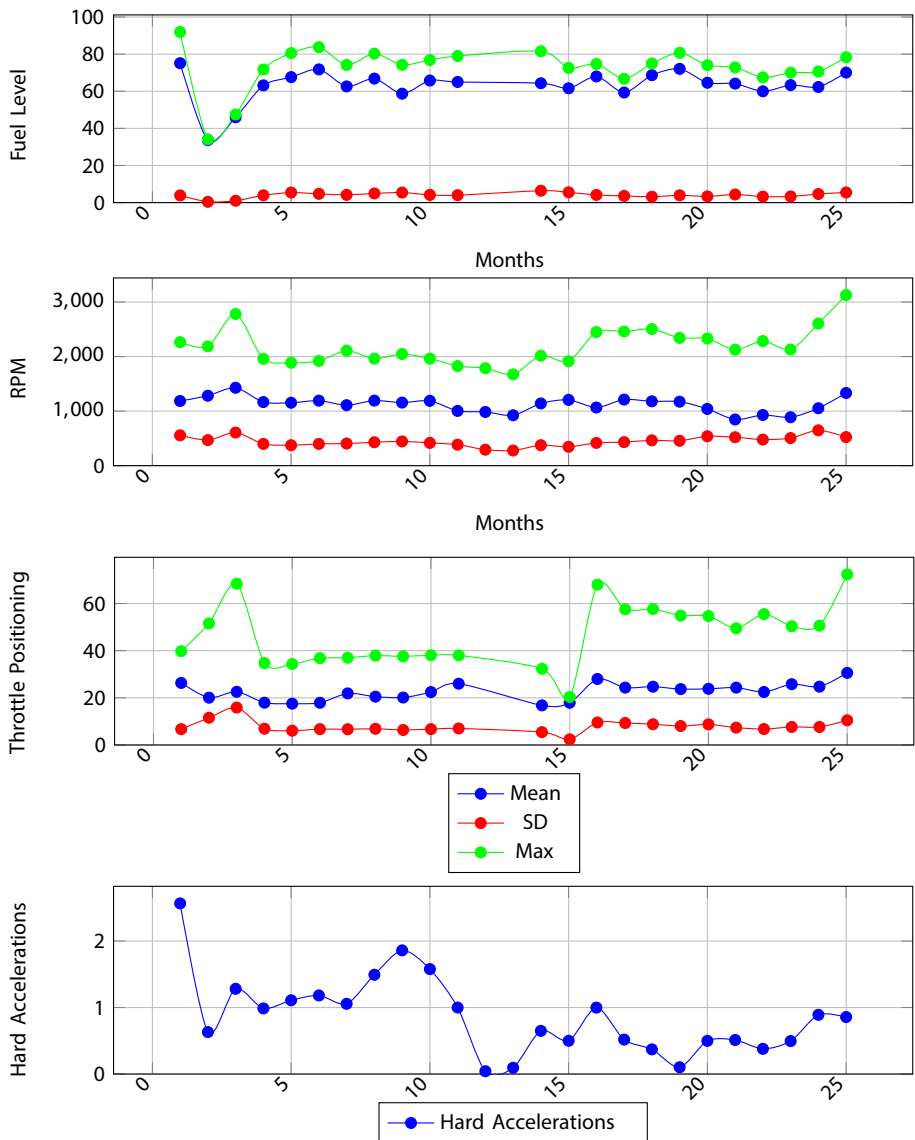 100
80
60
40
20
0
Fuel Level
0 5 10 15 20 25
Months
3,000
2,000
1,000
0
RPM
0 5 10 15 20 25
Months
60
40
20
0
Throttle Positioning
0 5 10 15 20 25
Mean
SD
Max
2
1
0
Hard Accelerations
0 5 10 15 20 25
Hard Accelerations